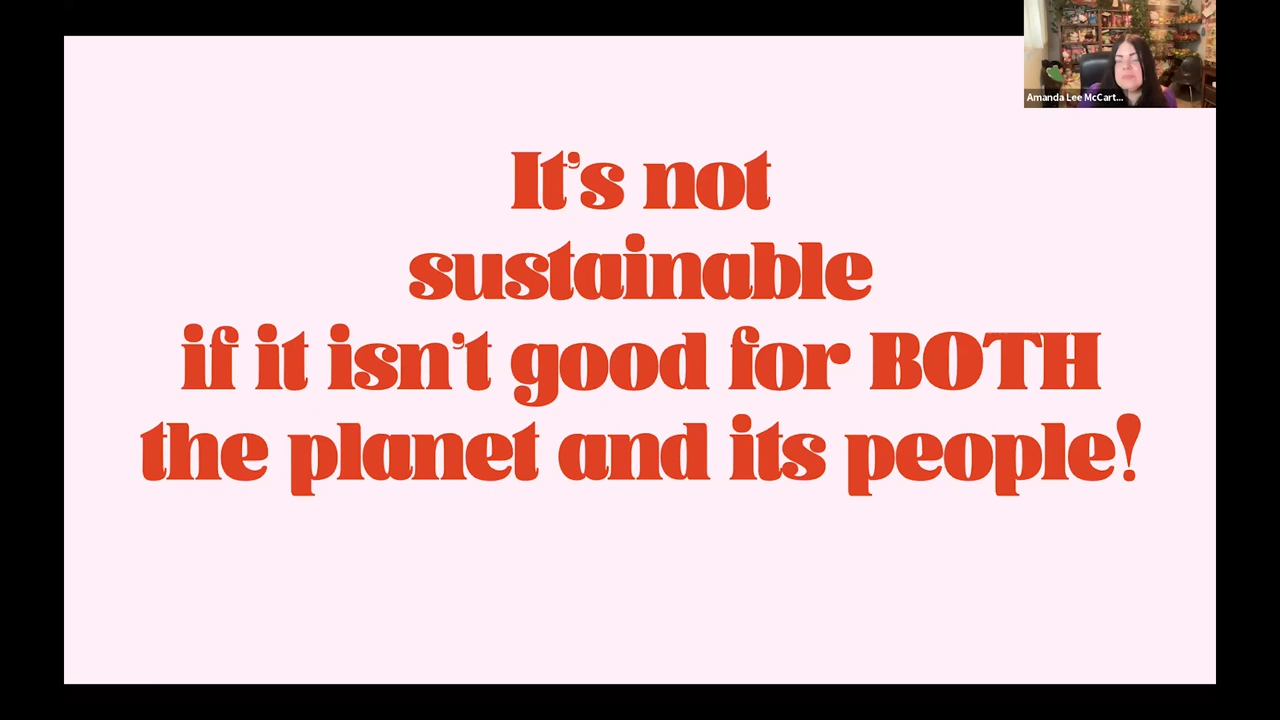 Amanda Lee McCart...
It's not
sustainable
if it isn't good for BOTH
the planet and its people!